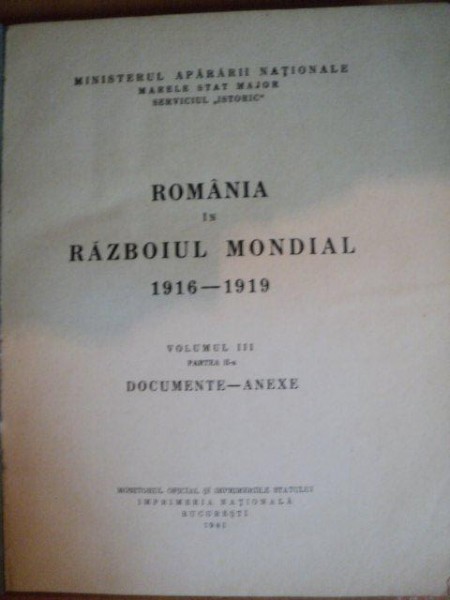 MINISTERUL APĂRĂRII NAȚIONALE
MARELE STAT MAJOR
SERVICIUL „ISTORIC"
ROMÂNIA
ÎN
RĂZBOIUL MONDIAL
1916—1919
VOLUMUL III
PARTEA II-a
DOCUMENTE—ANEXE
MONITORUL OFICIAL ȘI IMPRIMERIILE STATULUI
IMPRIMERIA NAȚIONALĂ
BUCUREȘTI
1941